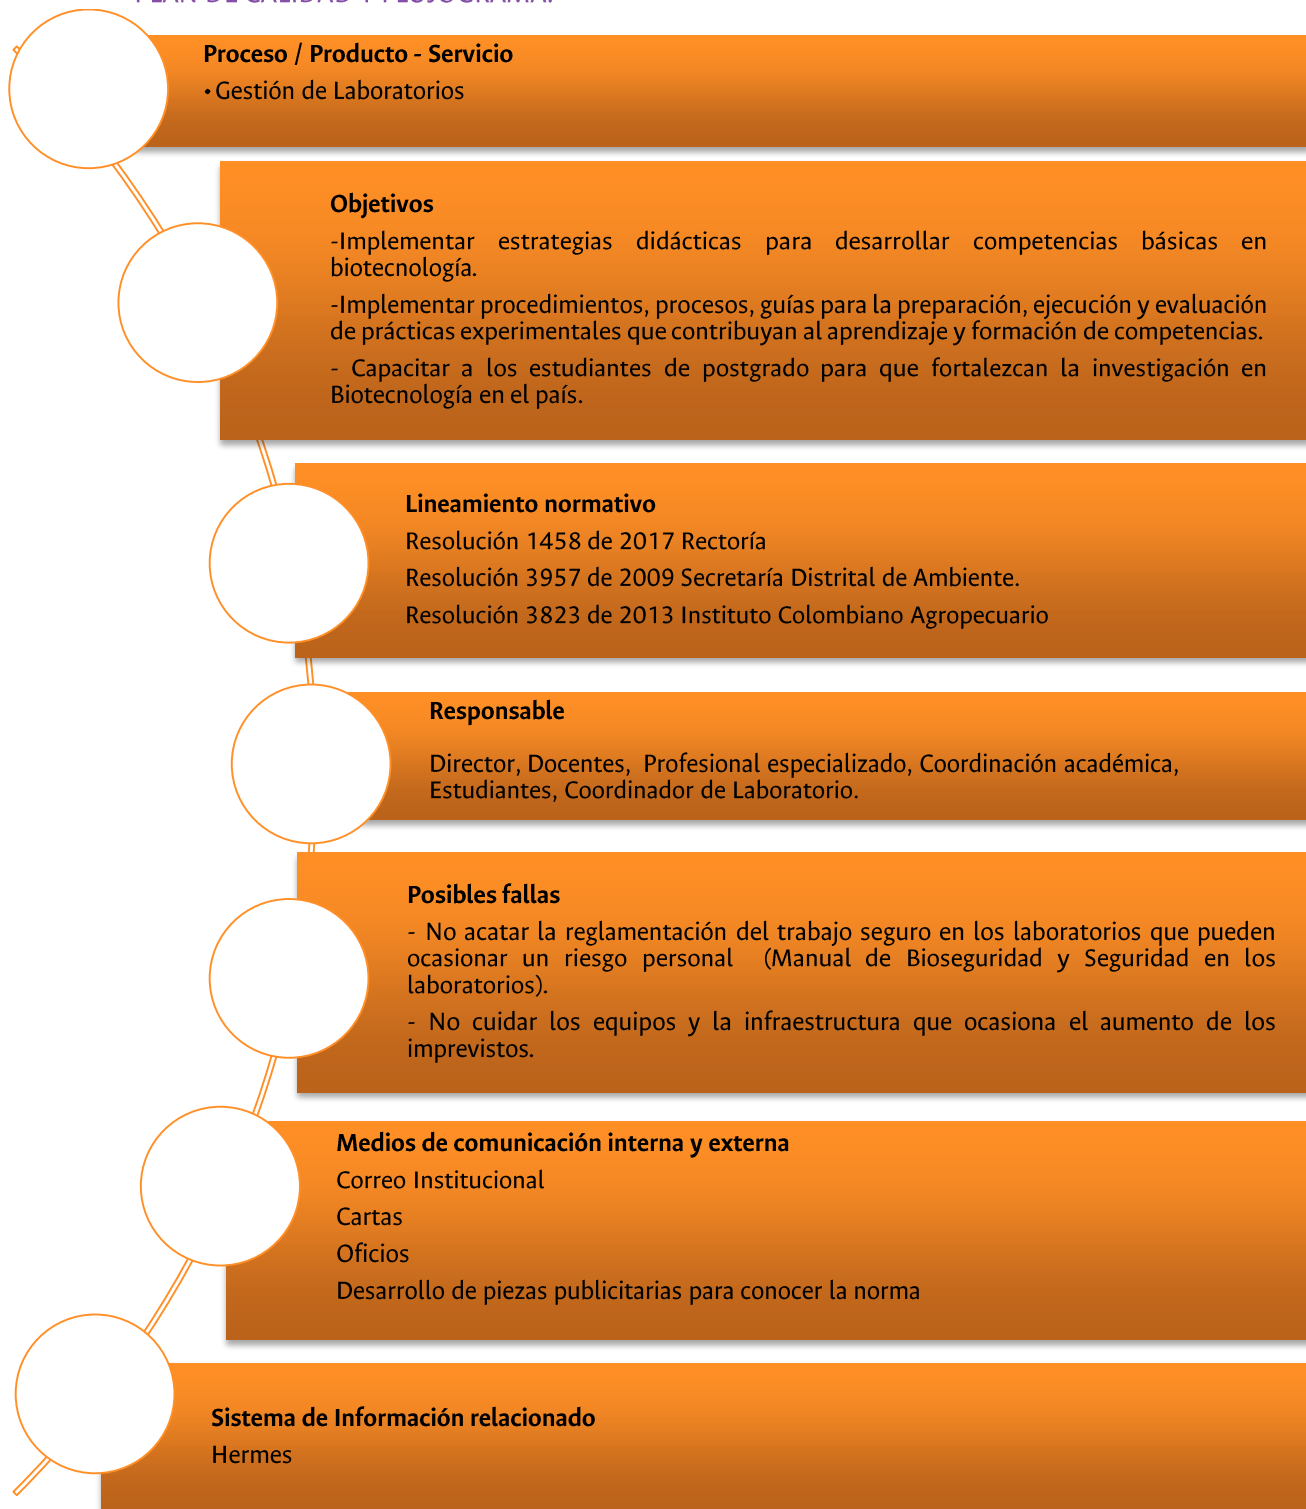 PLAN DE CALIDAD Y FLUJOGRAMA:
Proceso / Producto - Servicio
• Gestión de Laboratorios
Objetivos
-Implementar estrategias didácticas para desarrollar competencias básicas en
biotecnología.
-Implementar procedimientos, procesos, guías para la preparación, ejecución y evaluación
de prácticas experimentales que contribuyan al aprendizaje y formación de competencias.
- Capacitar a los estudiantes de postgrado para que fortalezcan la investigación en
Biotecnología en el país.
Lineamiento normativo
Resolución 1458 de 2017 Rectoría
Resolución 3957 de 2009 Secretaría Distrital de Ambiente.
Resolución 3823 de 2013 Instituto Colombiano Agropecuario
Responsable
Director, Docentes, Profesional especializado, Coordinación académica,
Estudiantes, Coordinador de Laboratorio.
Posibles fallas
- No acatar la reglamentación del trabajo seguro en los laboratorios que pueden
ocasionar un riesgo personal (Manual de Bioseguridad y Seguridad en los
laboratorios).
- No cuidar los equipos y la infraestructura que ocasiona el aumento de los
imprevistos.
Medios de comunicación interna y externa
Correo Institucional
Cartas
Oficios
Desarrollo de piezas publicitarias para conocer la norma
Sistema de Información relacionado
Hermes